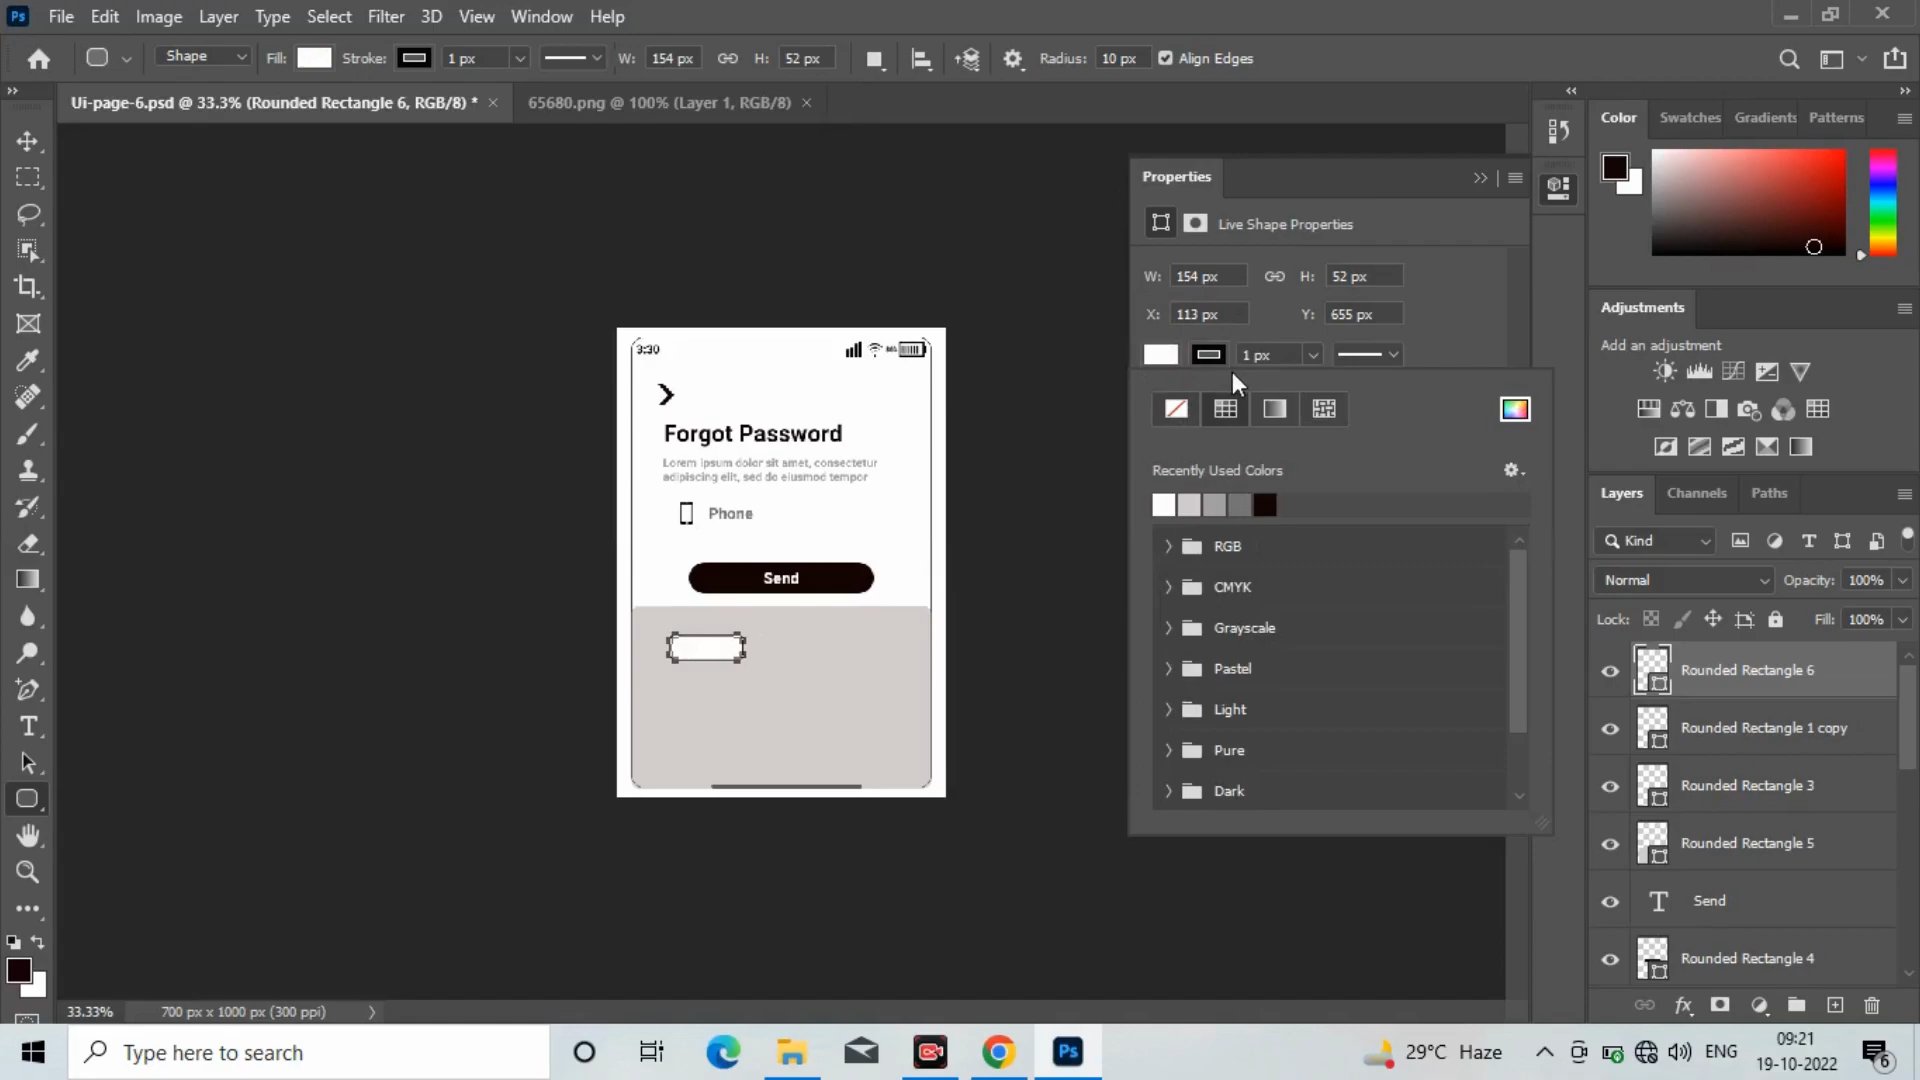 Ps File Edit Image Layer Type Select Filter 3D View Window Help
Shape Fill: Stroke: 1 px W: 154 px H: 52 px Radius: 10 px Align Edges
Ui-page-6.psd @ 33.3% (Rounded Rectangle 6, RGB/8) * 65680.png @ 100% (Layer 1, RGB/8)
Color Swatches Gradients Patterns
Properties
Live Shape Properties
W: 154 px H: 52 px
X: 113 px Y: 655 px
1 px
Recently Used Colors
RGB
CMYK
Grayscale
Pastel
Light
Pure
Dark
3:30
Forgot Password
Lorem ipsum dolor sit amet, consectetur
adipiscing elit, sed do eiusmod tempor
Phone
Send
Adjustments
Add an adjustment
Layers Channels Paths
Kind
Normal Opacity: 100%
Lock: Fill: 100%
Rounded Rectangle 6
Rounded Rectangle 1 copy
Rounded Rectangle 3
Rounded Rectangle 5
Send
Rounded Rectangle 4
33.33% 700 px x 1000 px (300 ppi)
Type here to search
Ps
29°C Haze
ENG
09:21
19-10-2022
6